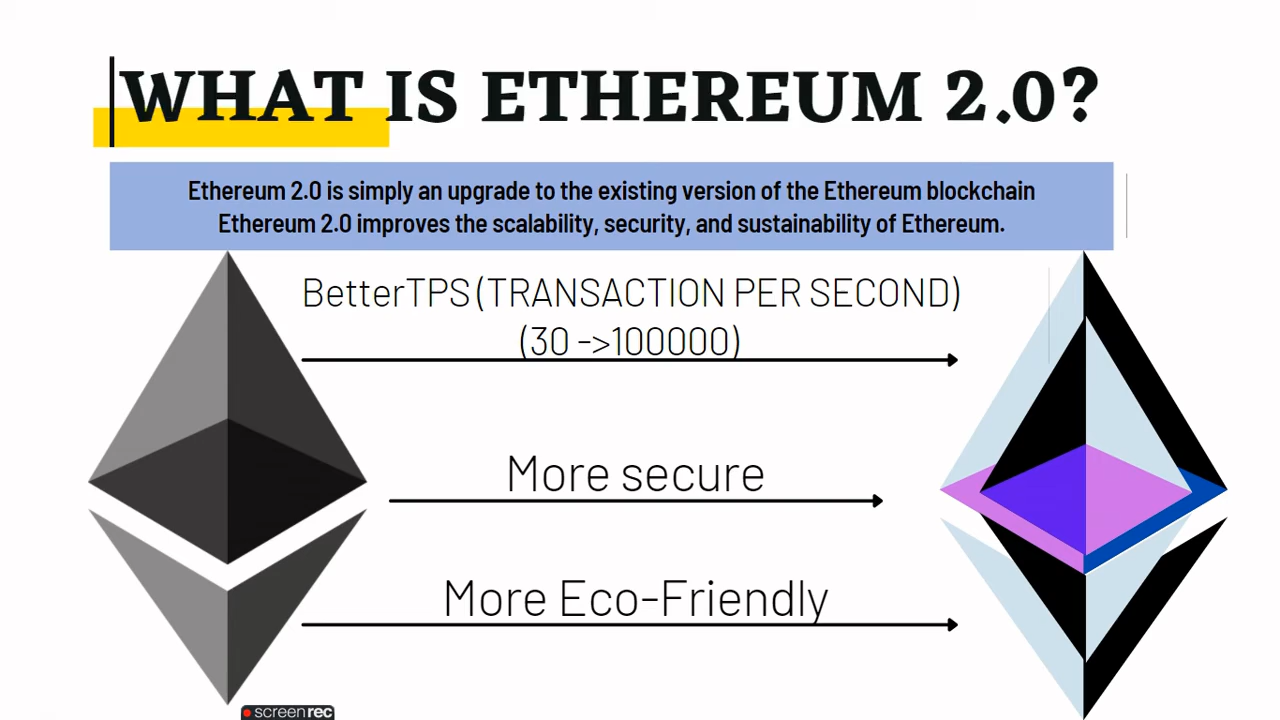 WHAT IS ETHEREUM 2.0?
Ethereum 2.0 is simply an upgrade to the existing version of the Ethereum blockchain
Ethereum 2.0 improves the scalability, security, and sustainability of Ethereum.
BetterTPS (TRANSACTION PER SECOND)
(30 ->100000)
More secure
More Eco-Friendly
screenrec